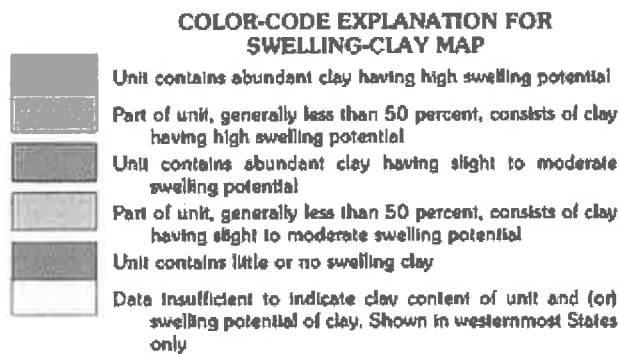 COLOR-CODE EXPLANATION FOR
SWELLING-CLAY MAP
Unit contains abundant clay having high swelling potential
Part of unit, generally less than 50 percent, consists of clay
having high swelling potential
Unit contains abundant clay having slight to moderate
swelling potential
Part of unit, generally less than 50 percent, consists of clay
having slight to moderate swelling potential
Unit contains little or no swelling clay
Data insufficient to indicate clay content of unit and (or)
swelling potential of clay. Shown in westernmost States
only